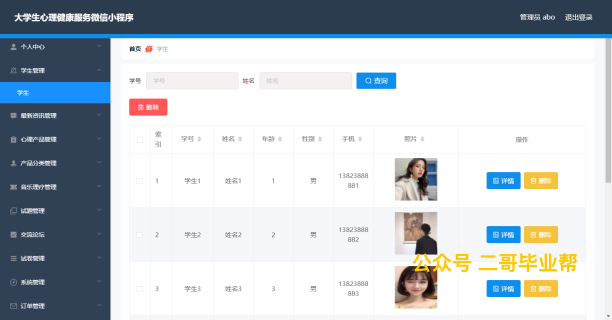 大学生心理健康服务微信小程序
管理员 abo 退出登录
个人中心
学生管理
学生
最新资讯管理
心理产品管理
产品分类管理
音乐理疗管理
试题管理
交流论坛
试卷管理
系统管理
订单管理
首页 学生
学号 学号 姓名 姓名 查询
删除
索引 学号 姓名 年龄 性别 手机 照片 操作
1 学生1 姓名1 1 男 13823888881 详情 删除
2 学生2 姓名2 2 男 13823888882 详情 删除
3 学生3 姓名3 3 男 13823888883 详情 删除
公众号 二哥毕业帮